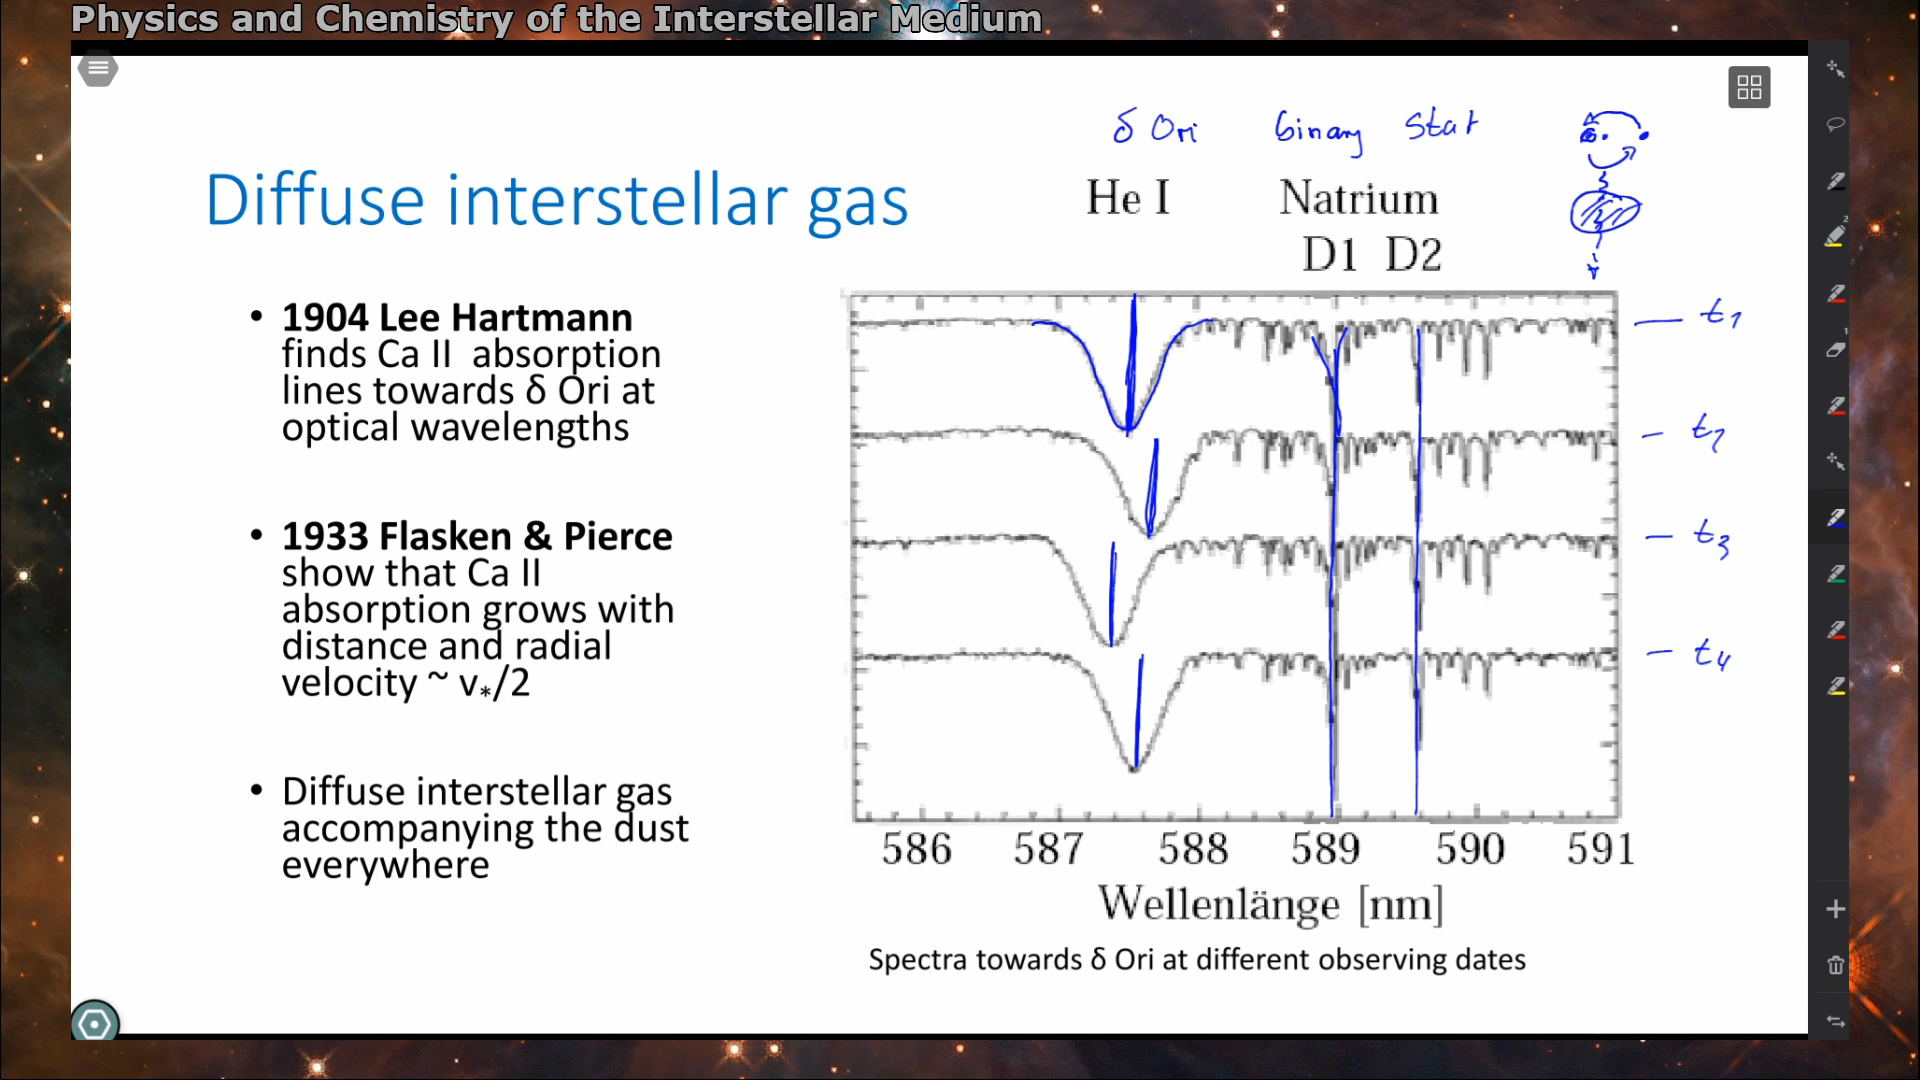 Physics and Chemistry of the Interstellar Medium
δ Ori binary Star
Diffuse interstellar gas
He I Natrium
D1 D2
• 1904 Lee Hartmann
finds Ca II absorption
lines towards δ Ori at
optical wavelengths
• 1933 Flasken & Pierce
show that Ca II
absorption grows with
distance and radial
velocity ~ v*/2
• Diffuse interstellar gas
accompanying the dust
everywhere
t1
t2
t3
t4
586 587 588 589 590 591
Wellenlänge [nm]
Spectra towards δ Ori at different observing dates
2
1